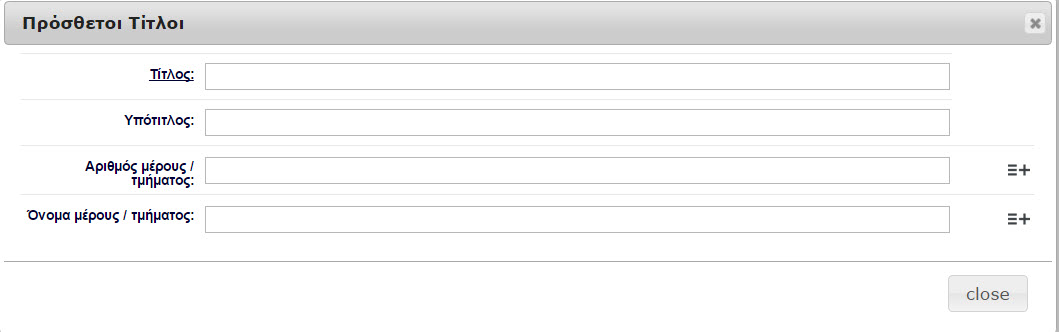 Πρόσθετοι Τίτλοι
Τίτλος:
Υπότιτλος:
Αριθμός μέρους /
τμήματος:
Όνομα μέρους / τμήματος:
close